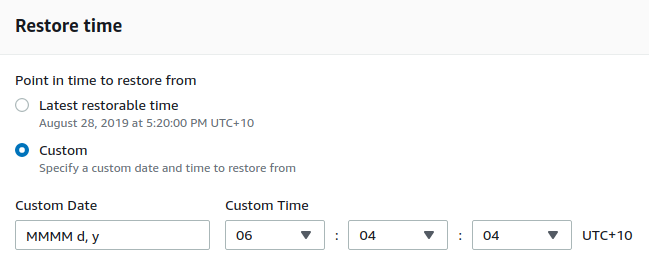 Restore time
Point in time to restore from
Latest restorable time
August 28, 2019 at 5:20:00 PM UTC+10
Custom
Specify a custom date and time to restore from
Custom Date Custom Time
MMMM d, y 06 : 04 : 04 UTC+10